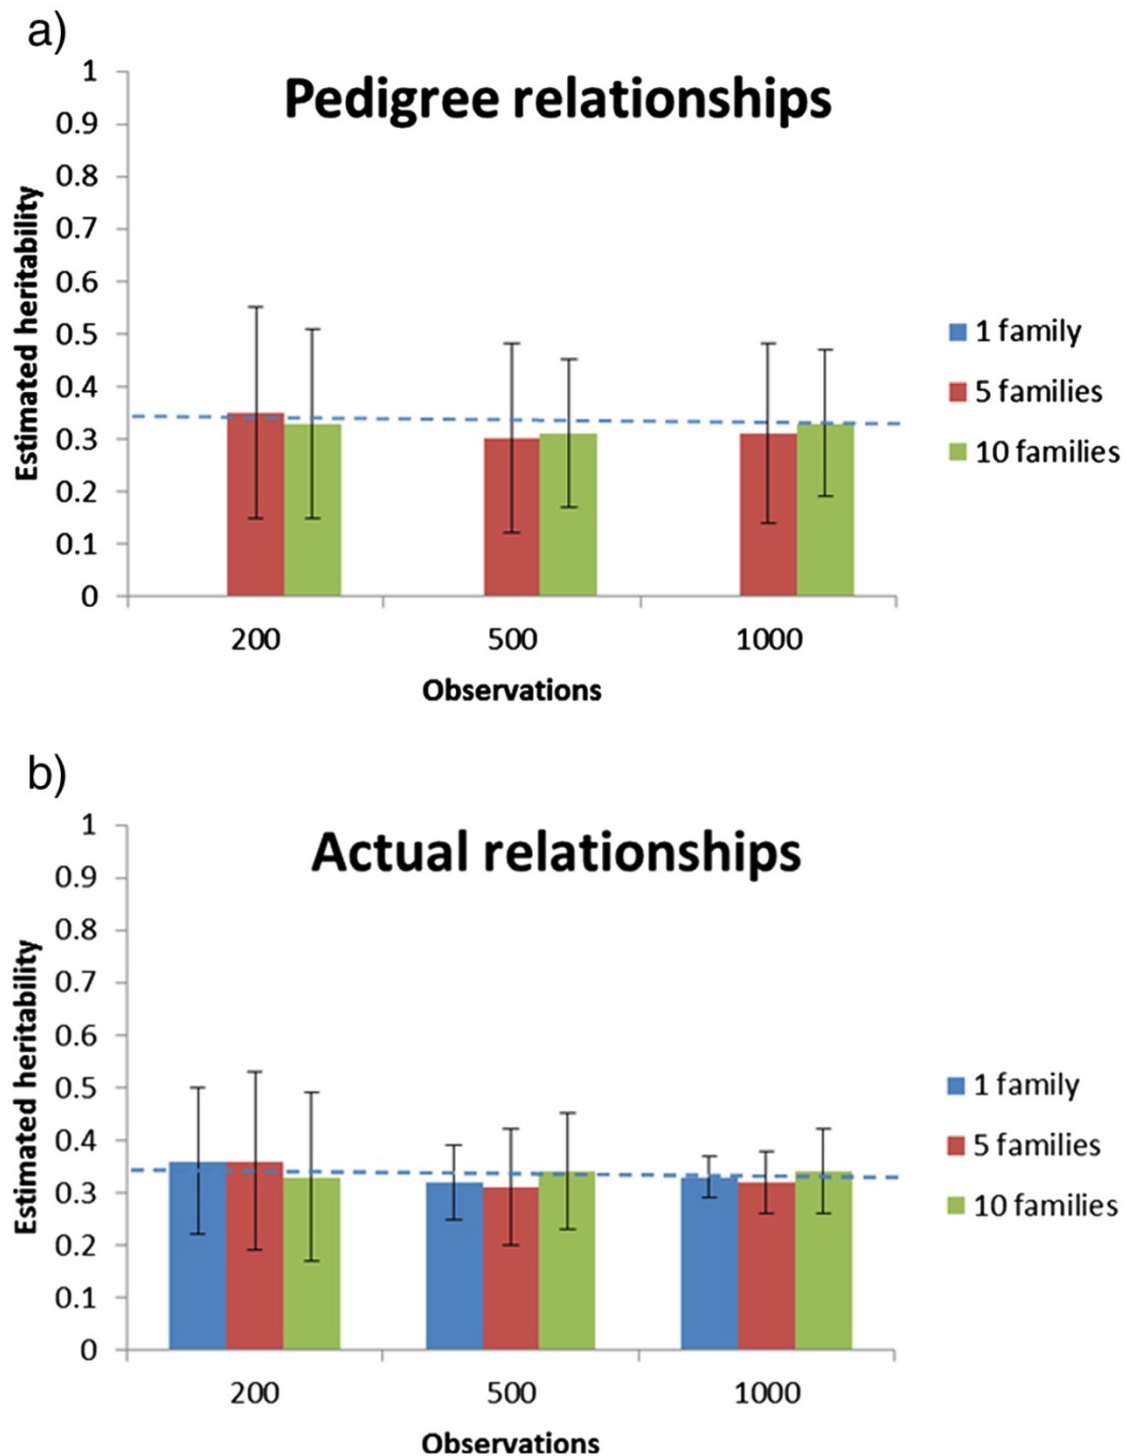 a)
Pedigree relationships
1
0.9
0.8
0.7
0.6
0.5
0.4
0.3
0.2
0.1
0
Estimated heritability
200 500 1000
Observations
1 family
5 families
10 families
b)
Actual relationships
1
0.9
0.8
0.7
0.6
0.5
0.4
0.3
0.2
0.1
0
Estimated heritability
200 500 1000
Observations
1 family
5 families
10 families